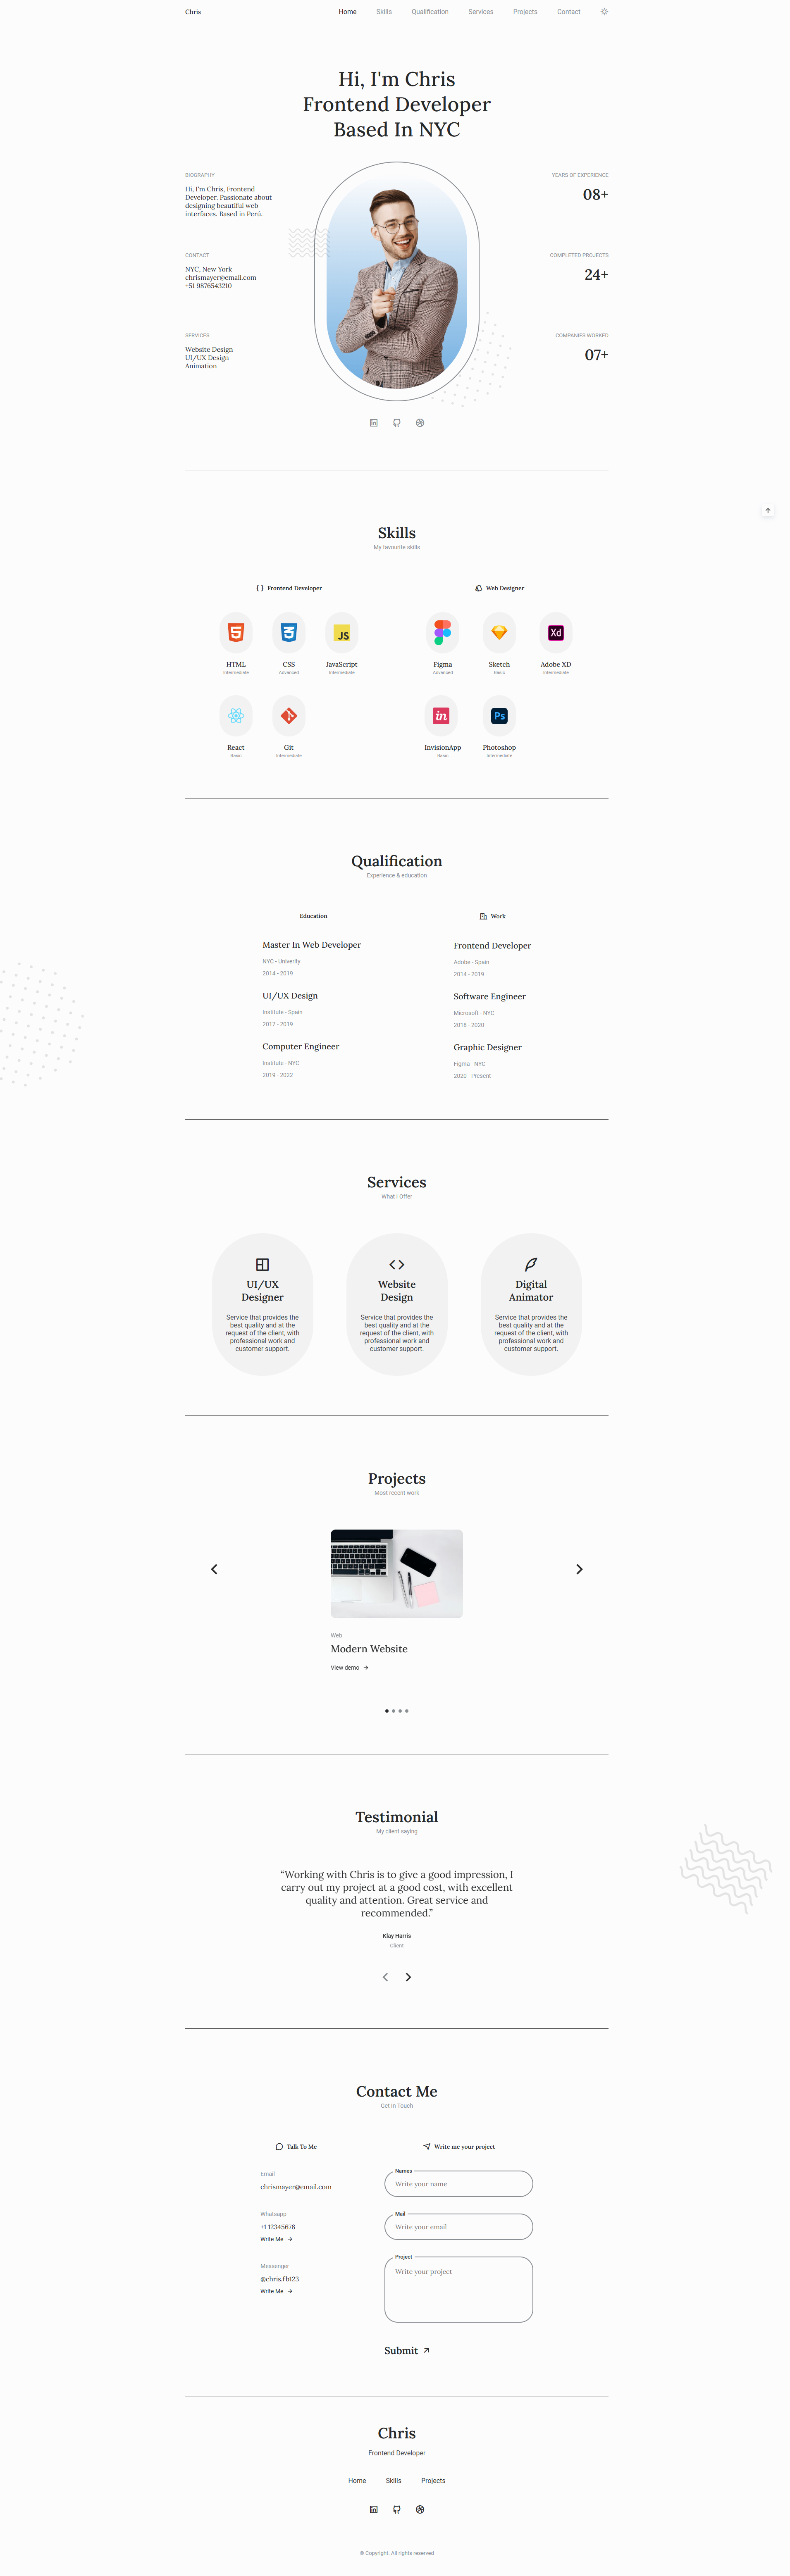 Chris
Home Skills Qualification Services Projects Contact
Hi, I'm Chris
Frontend Developer
Based In NYC
BIOGRAPHY
Hi, I'm Chris, Frontend
Developer. Passionate about
designing beautiful web
interfaces. Based in Perú.
CONTACT
NYC, New York
chrismayer@email.com
+51 9876543210
SERVICES
Website Design
UI/UX Design
Animation
YEARS OF EXPERIENCE
08+
COMPLETED PROJECTS
24+
COMPANIES WORKED
07+
Skills
My favourite skills
Frontend Developer
HTML
Intermediate
CSS
Advanced
JS
JavaScript
Intermediate
React
Basic
Git
Intermediate
Web Designer
Figma
Advanced
Sketch
Basic
Xd
Adobe XD
Intermediate
in
InvisionApp
Basic
Ps
Photoshop
Intermediate
Qualification
Experience & education
Education
Master In Web Developer
NYC - Univerity
2014 - 2019
UI/UX Design
Institute - Spain
2017 - 2019
Computer Engineer
Institute - NYC
2019 - 2022
Work
Frontend Developer
Adobe - Spain
2014 - 2019
Software Engineer
Microsoft - NYC
2018 - 2020
Graphic Designer
Figma - NYC
2020 - Present
Services
What I Offer
UI/UX
Designer
Service that provides the
best quality and at the
request of the client, with
professional work and
customer support.
Website
Design
Service that provides the
best quality and at the
request of the client, with
professional work and
customer support.
Digital
Animator
Service that provides the
best quality and at the
request of the client, with
professional work and
customer support.
Projects
Most recent work
Web
Modern Website
View demo
Testimonial
My client saying
“Working with Chris is to give a good impression, I
carry out my project at a good cost, with excellent
quality and attention. Great service and
recommended.”
Klay Harris
Client
Contact Me
Get In Touch
Talk To Me
Email
chrismayer@email.com
Whatsapp
+1 12345678
Write Me
Messenger
@chris.fb123
Write Me
Write me your project
Names
Write your name
Mail
Write your email
Project
Write your project
Submit
Chris
Frontend Developer
Home Skills Projects
© Copyright. All rights reserved